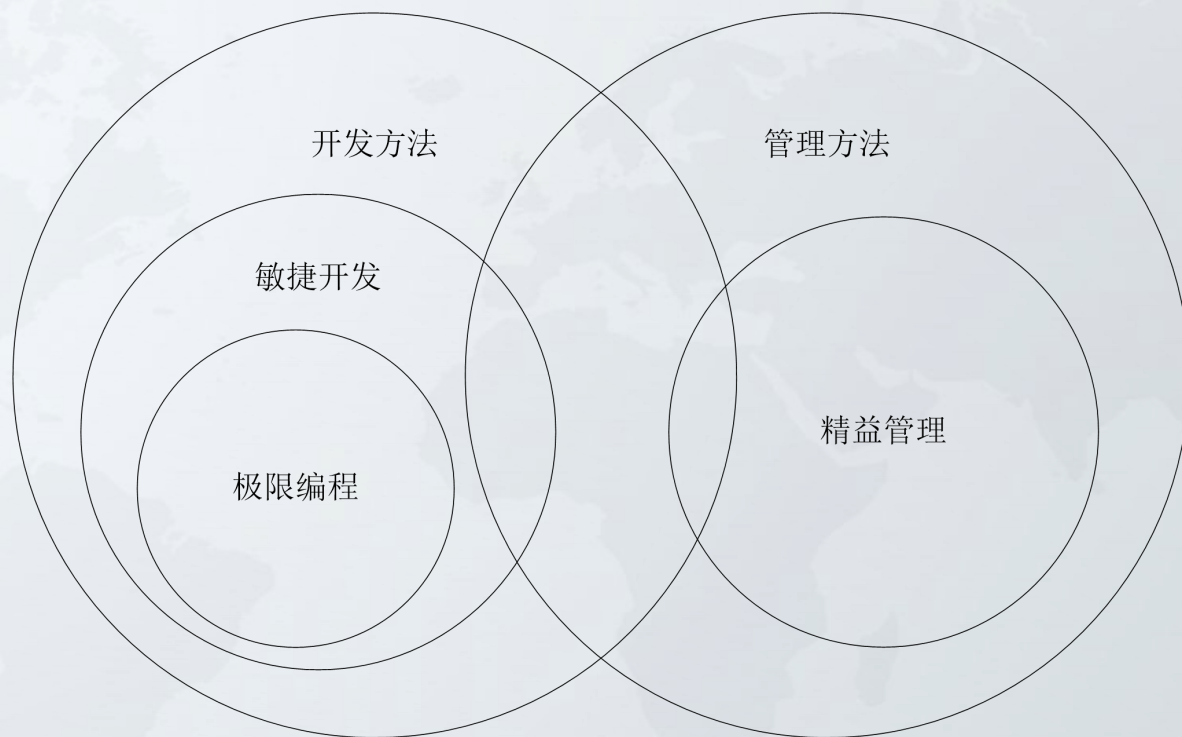 开发方法
管理方法
敏捷开发
精益管理
极限编程